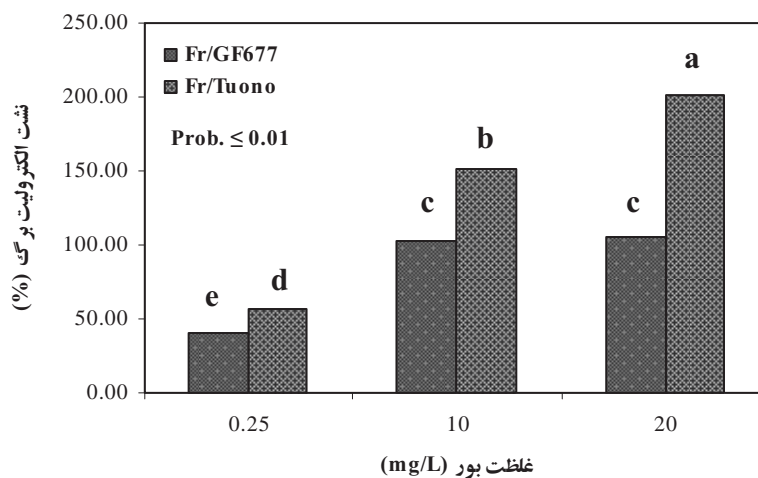 250.00
200.00
150.00
100.00
50.00
0.00
نشت الکترولیت برگ (%)
Fr/GF677
Fr/Tuono
Prob. ≤ 0.01
e
d
c
b
c
a
0.25
10
20
غلظت بور (mg/L)